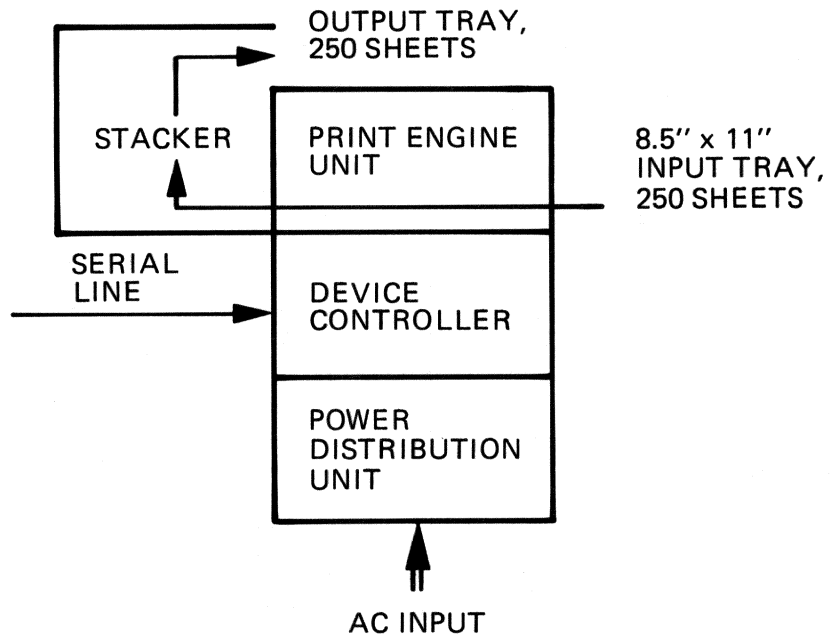 OUTPUT TRAY,
250 SHEETS
STACKER
PRINT ENGINE
UNIT
8.5" x 11"
INPUT TRAY,
250 SHEETS
SERIAL
LINE
DEVICE
CONTROLLER
POWER
DISTRIBUTION
UNIT
AC INPUT